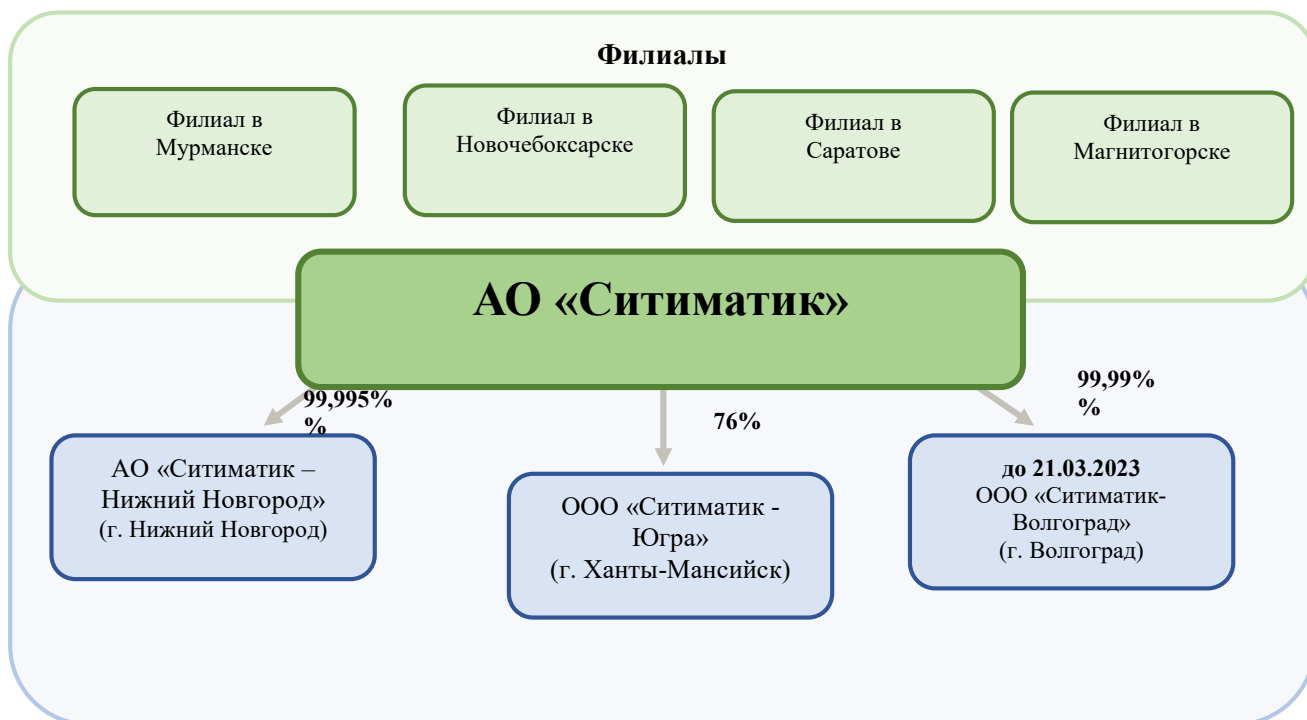 Филиалы
Филиал в
Мурманске
Филиал в
Новочебоксарске
Филиал в
Саратове
Филиал в
Магнитогорске
АО «Ситиматик»
99,995%
%
76%
99,99%
%
АО «Ситиматик –
Нижний Новгород»
(г. Нижний Новгород)
ООО «Ситиматик -
Югра»
(г. Ханты-Мансийск)
до 21.03.2023
ООО «Ситиматик-
Волгоград»
(г. Волгоград)